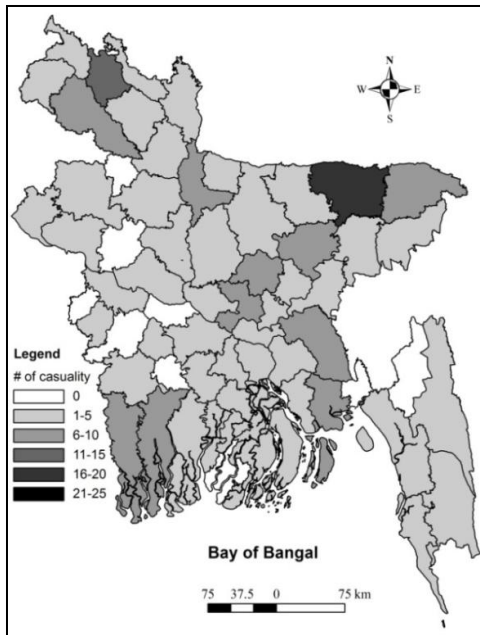 N
W E
S
Legend
# of casuality
0
1-5
6-10
11-15
16-20
21-25
Bay of Bangal
75 37.5 0 75 km